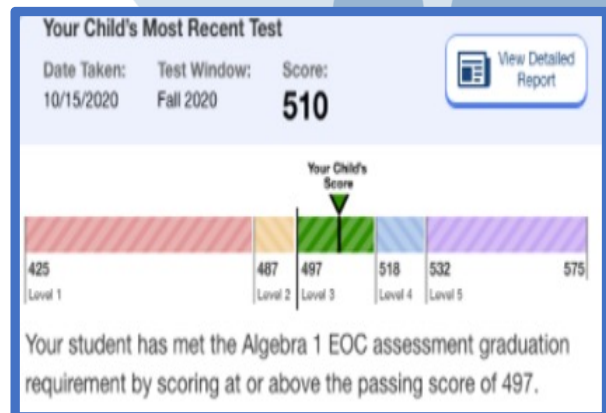 Your Child's Most Recent Test
Date Taken: Test Window: Score:
10/15/2020 Fall 2020 510
View Detailed
Report
Your Child's
Score
425 487 497 518 532 575
Level 1 Level 2 Level 3 Level 4 Level 5
Your student has met the Algebra 1 EOC assessment graduation
requirement by scoring at or above the passing score of 497.